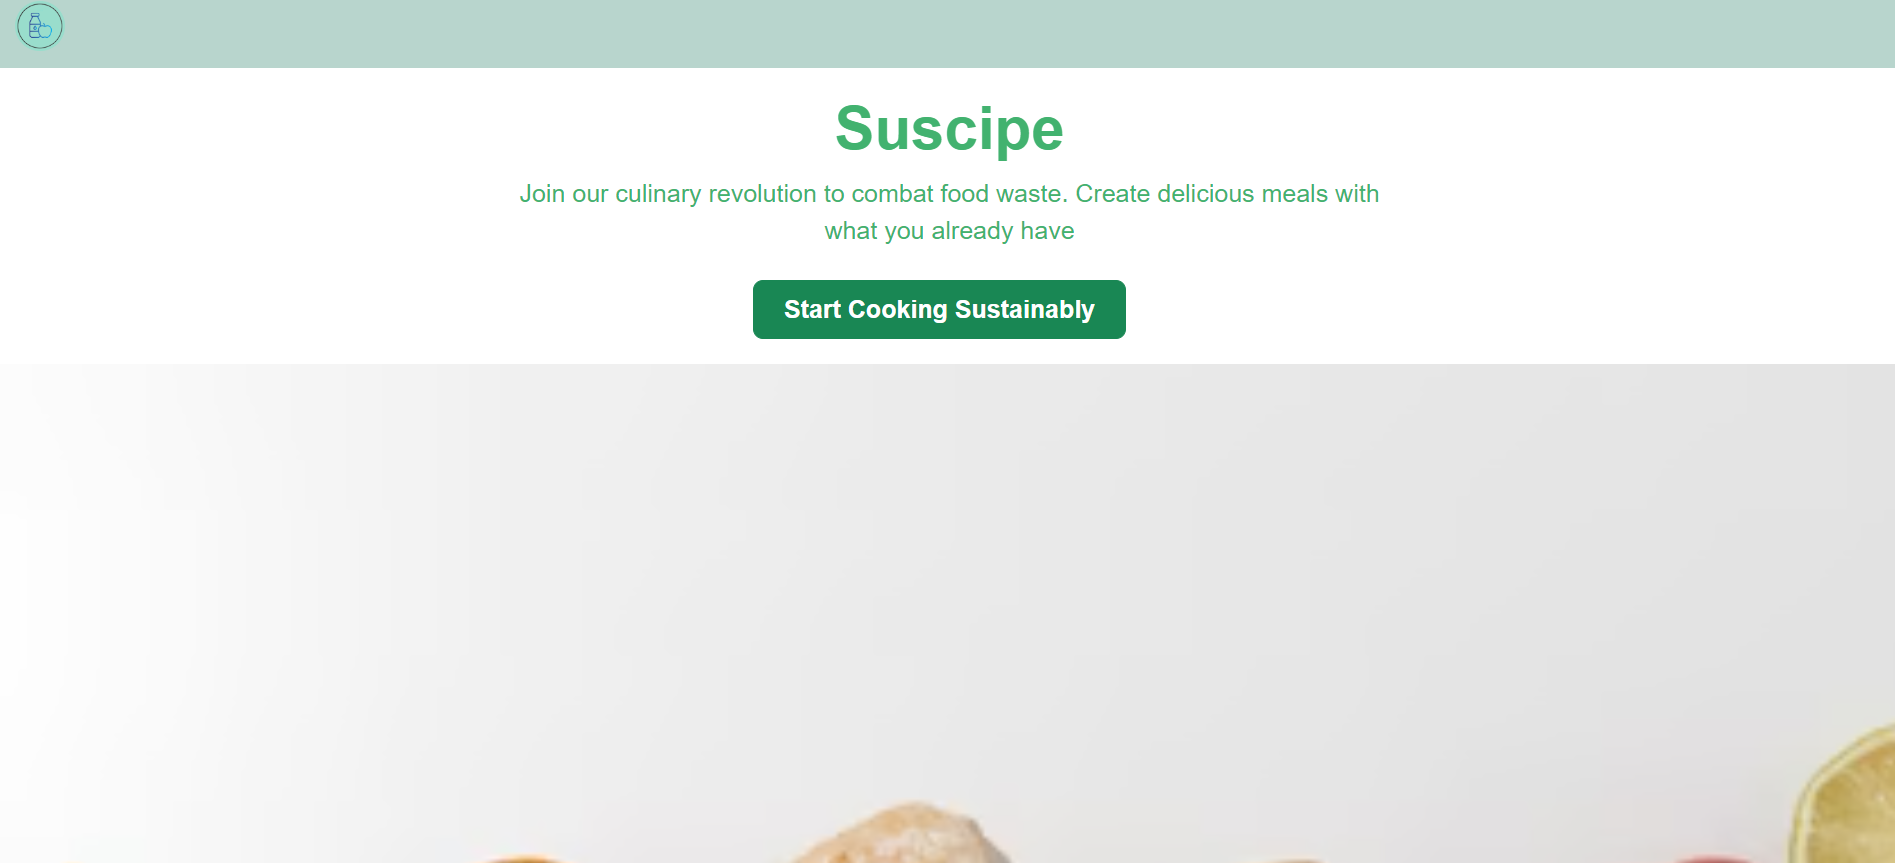 Suscipe
Join our culinary revolution to combat food waste. Create delicious meals with
what you already have
Start Cooking Sustainably